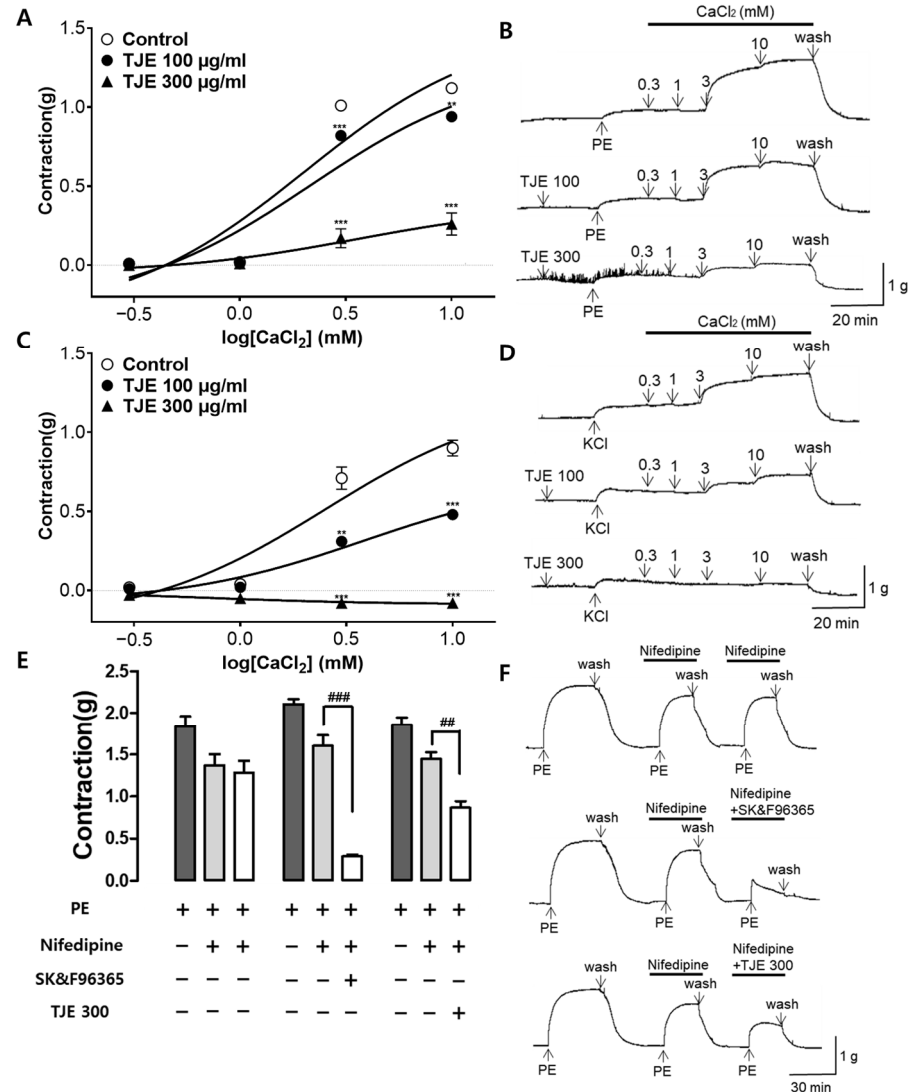 A
1.5
1.0
0.5
0.0
Contraction(g)
Control
TJE 100 μg/ml
TJE 300 μg/ml
***
**
***
***
−0.5 0.0 0.5 1.0
log[CaCl2] (mM)
B
CaCl2 (mM)
0.3 1 3 10 wash
PE
TJE 100 0.3 1 3 10 wash
PE
TJE 300 0.3 1 3 10 wash
PE
1 g
20 min
C
1.5
1.0
0.5
0.0
Contraction(g)
Control
TJE 100 μg/ml
TJE 300 μg/ml
**
***
***
***
−0.5 0.0 0.5 1.0
log[CaCl2] (mM)
D
CaCl2 (mM)
0.3 1 3 10 wash
KCl
TJE 100 0.3 1 3 10 wash
KCl
TJE 300 0.3 1 3 10 wash
KCl
1 g
20 min
E
2.5
2.0
1.5
1.0
0.5
0.0
Contraction(g)
###
##
PE + + + + + + + + +
Nifedipine − + + − + + − + +
SK&F96365 − − − − − + − − −
TJE 300 − − − − − − − − +
F
Nifedipine Nifedipine
wash wash wash
PE PE PE
Nifedipine Nifedipine
+SK&F96365
wash wash wash
PE PE PE
Nifedipine Nifedipine
+TJE 300
wash wash wash
PE PE PE
1 g
30 min